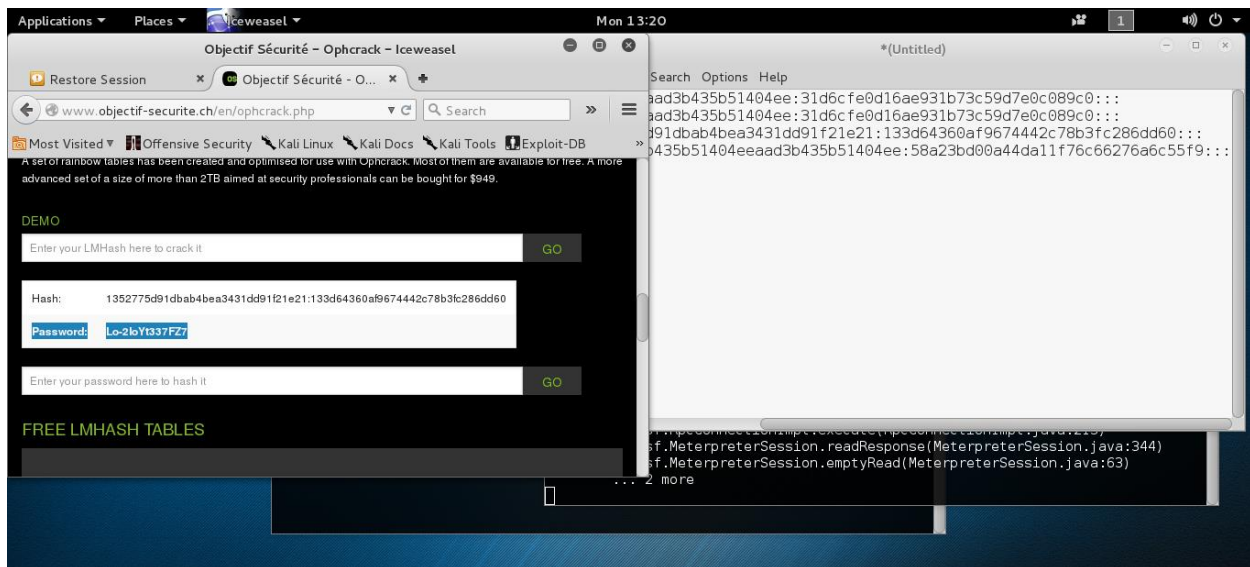 Applications Places Iceweasel Mon 13:20 1
Objectif Sécurité – Ophcrack – Iceweasel
Restore Session × Objectif Sécurité - O... ×
www.objectif-securite.ch/en/ophcrack.php Search »
Most Visited Offensive Security Kali Linux Kali Docs Kali Tools Exploit-DB »
A set of rainbow tables has been created and optimised for use with Ophcrack. Most of them are available for free. A more
advanced set of a size of more than 2TB aimed at security professionals can be bought for $949.
DEMO
Enter your LMHash here to crack it GO
Hash: 1352775d91dbab4bea3431dd91f21e21:133d64360af9674442c78b3fc286dd60
Password: Lo-2IoYt337FZ7
Enter your password here to hash it GO
FREE LMHASH TABLES
*(Untitled)
Search Options Help
aad3b435b51404ee:31d6cfe0d16ae931b73c59d7e0c089c0:::
aad3b435b51404ee:31d6cfe0d16ae931b73c59d7e0c089c0:::
d91dbab4bea3431dd91f21e21:133d64360af9674442c78b3fc286dd60:::
b435b51404eeaad3b435b51404ee:58a23bd00a44da11f76c66276a6c55f9:::
sf.MeterpreterSession.readResponse(MeterpreterSession.java:344)
sf.MeterpreterSession.emptyRead(MeterpreterSession.java:63)
... 2 more